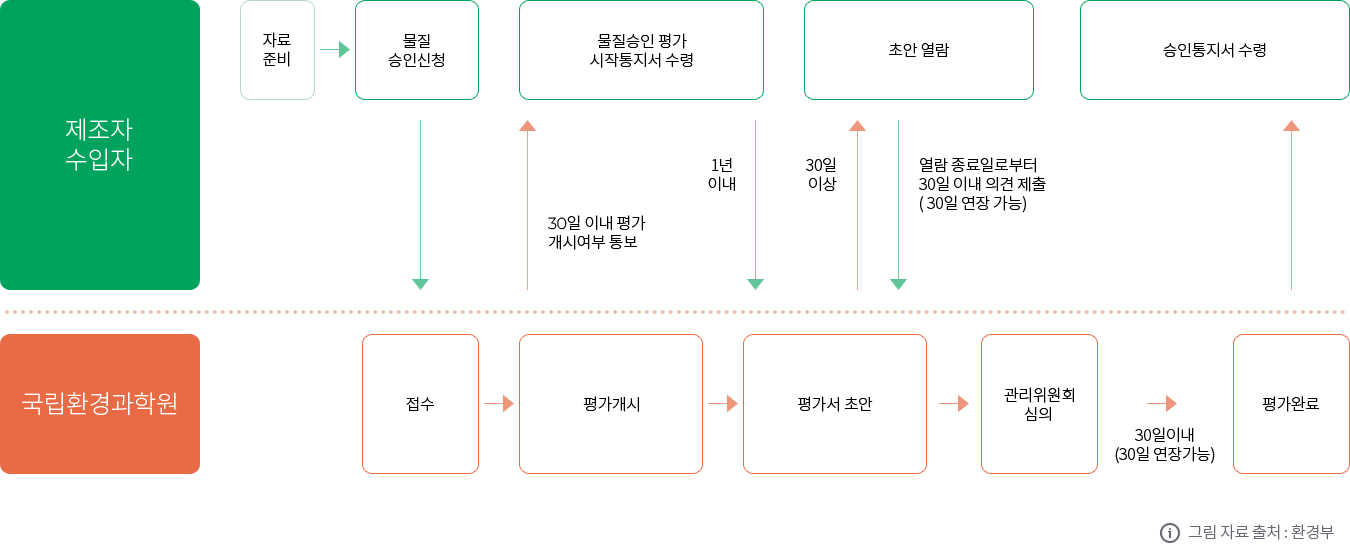 제조자
수입자
자료
준비
물질
승인신청
물질승인 평가
시작통지서 수령
초안 열람
승인통지서 수령
30일 이내 평가
개시여부 통보
1년
이내
30일
이상
열람 종료일로부터
30일 이내 의견 제출
( 30일 연장 가능)
국립환경과학원
접수
평가개시
평가서 초안
관리위원회
심의
30일이내
(30일 연장가능)
평가완료
그림 자료 출처 : 환경부